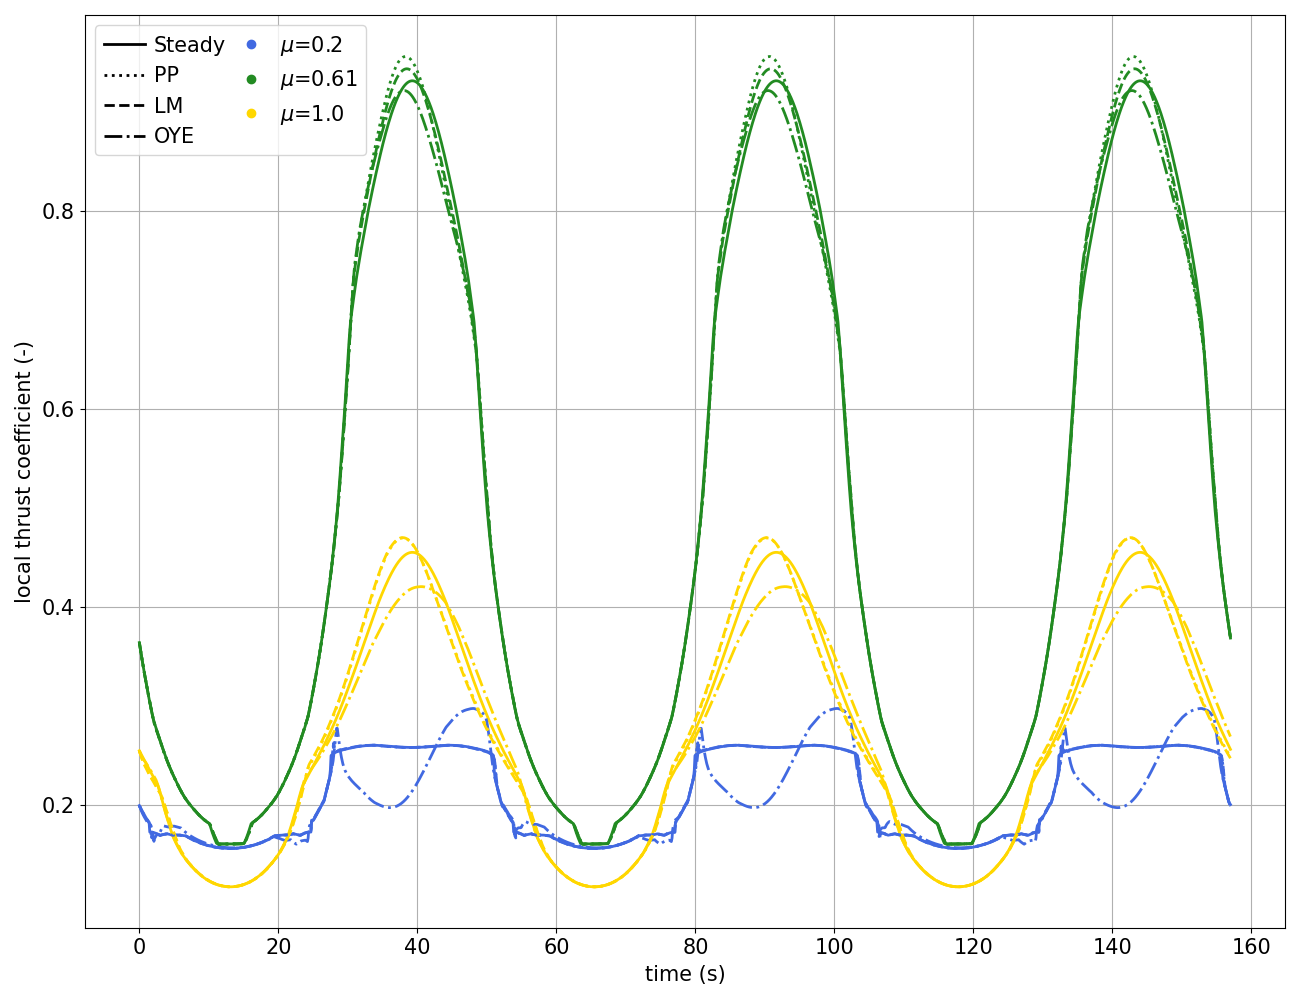 Steady
PP
LM
OYE
μ=0.2
μ=0.61
μ=1.0
local thrust coefficient (-)
0.8
0.6
0.4
0.2
0 20 40 60 80 100 120 140 160
time (s)